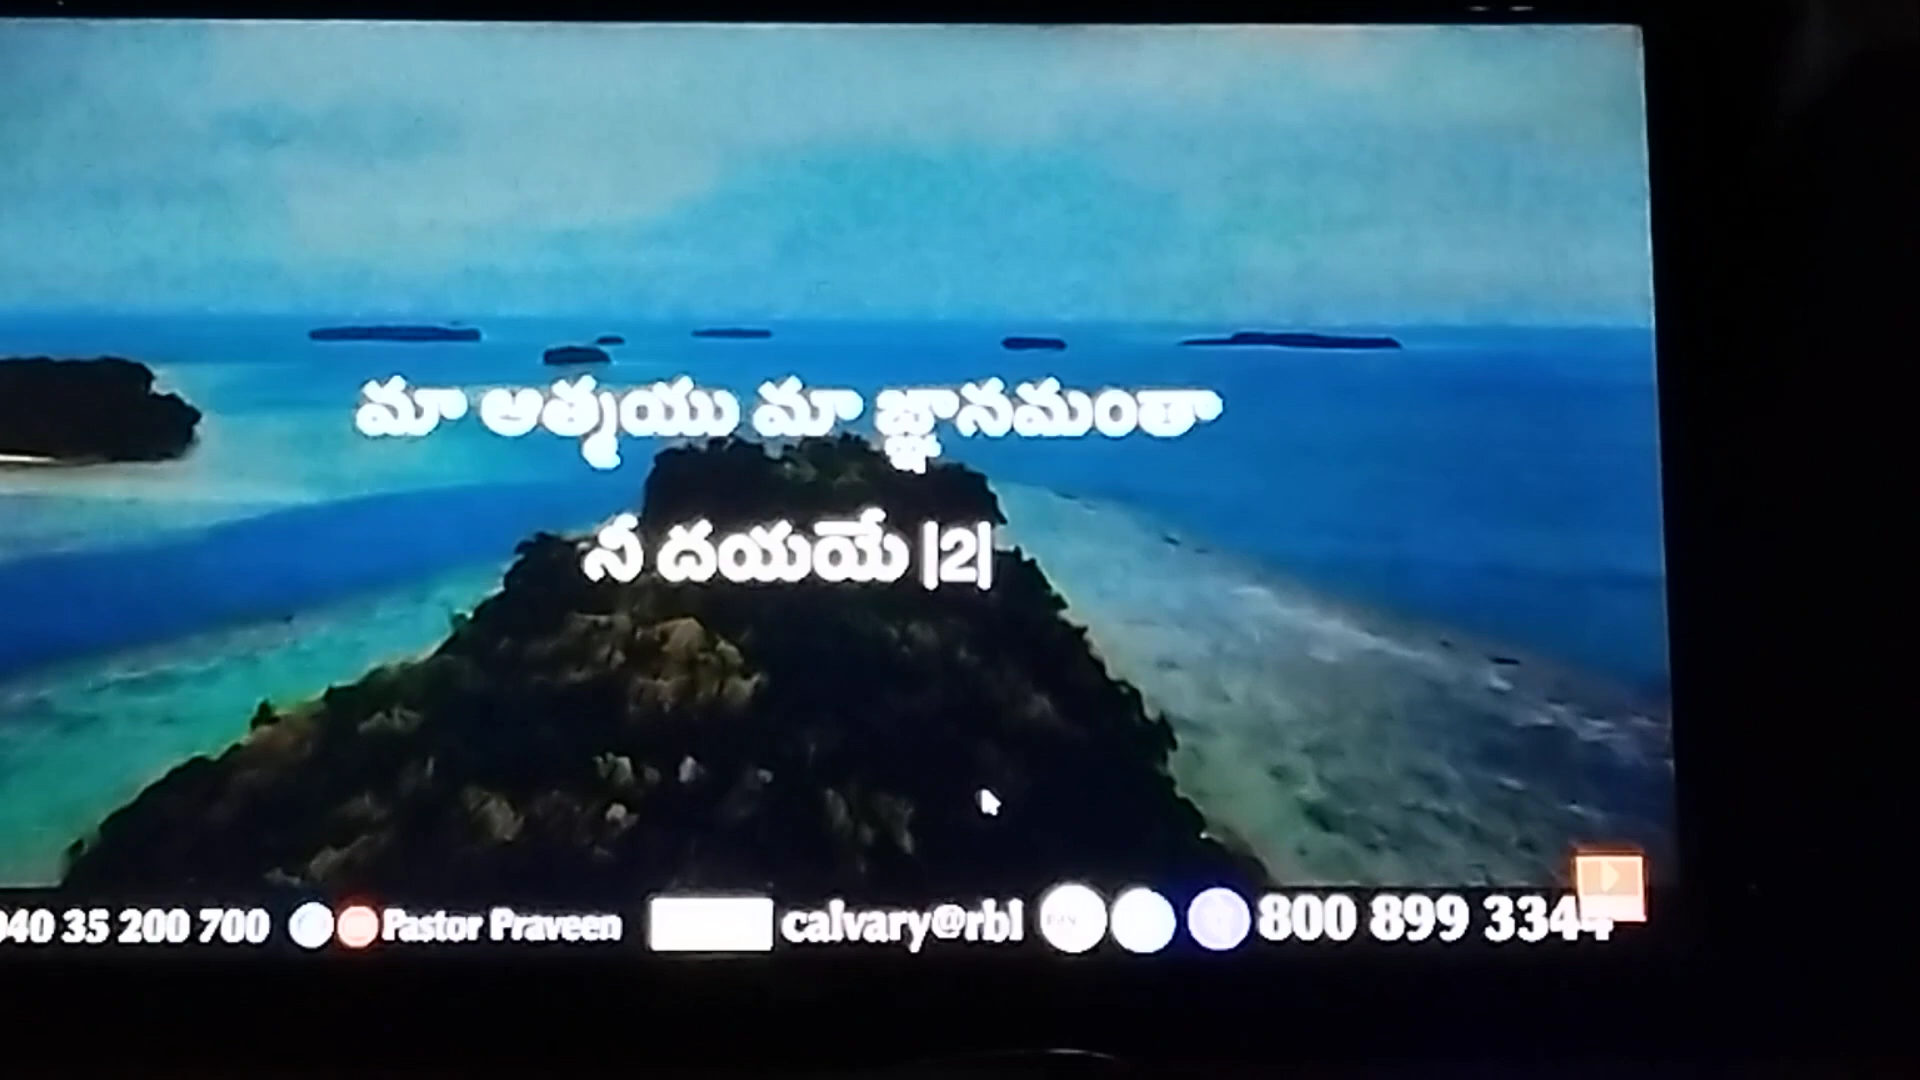 మా ఆత్మయు మా జ్ఞానమంతా
నీ దయయే |2|
040 35 200 700 Pastor Praveen calvary@rbl 800 899 3344